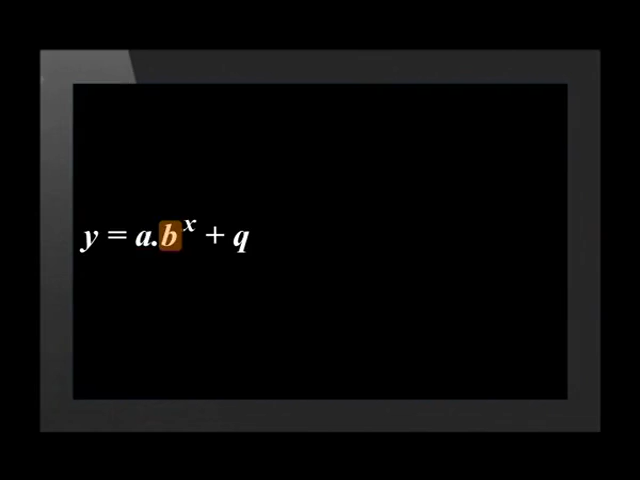 y = a.b^x + q